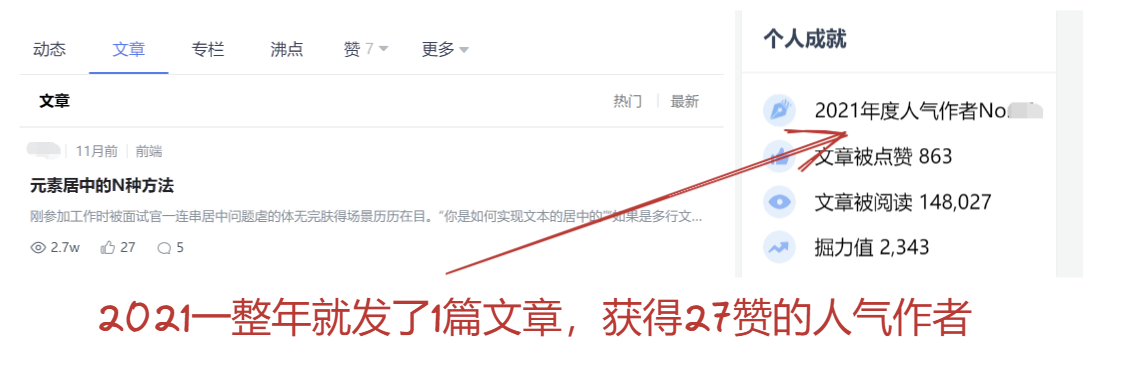 动态 文章 专栏 沸点 赞 7 更多
文章 热门 最新
11月前 前端
元素居中的N种方法
刚参加工作时被面试官一连串居中问题虐的体无完肤得场景历历在目。“你是如何实现文本的居中的”“如果是多行文...
2.7w 27 5
个人成就
2021年度人气作者No.
文章被点赞 863
文章被阅读 148,027
掘力值 2,343
2021一整年就发了1篇文章，获得27赞的人气作者